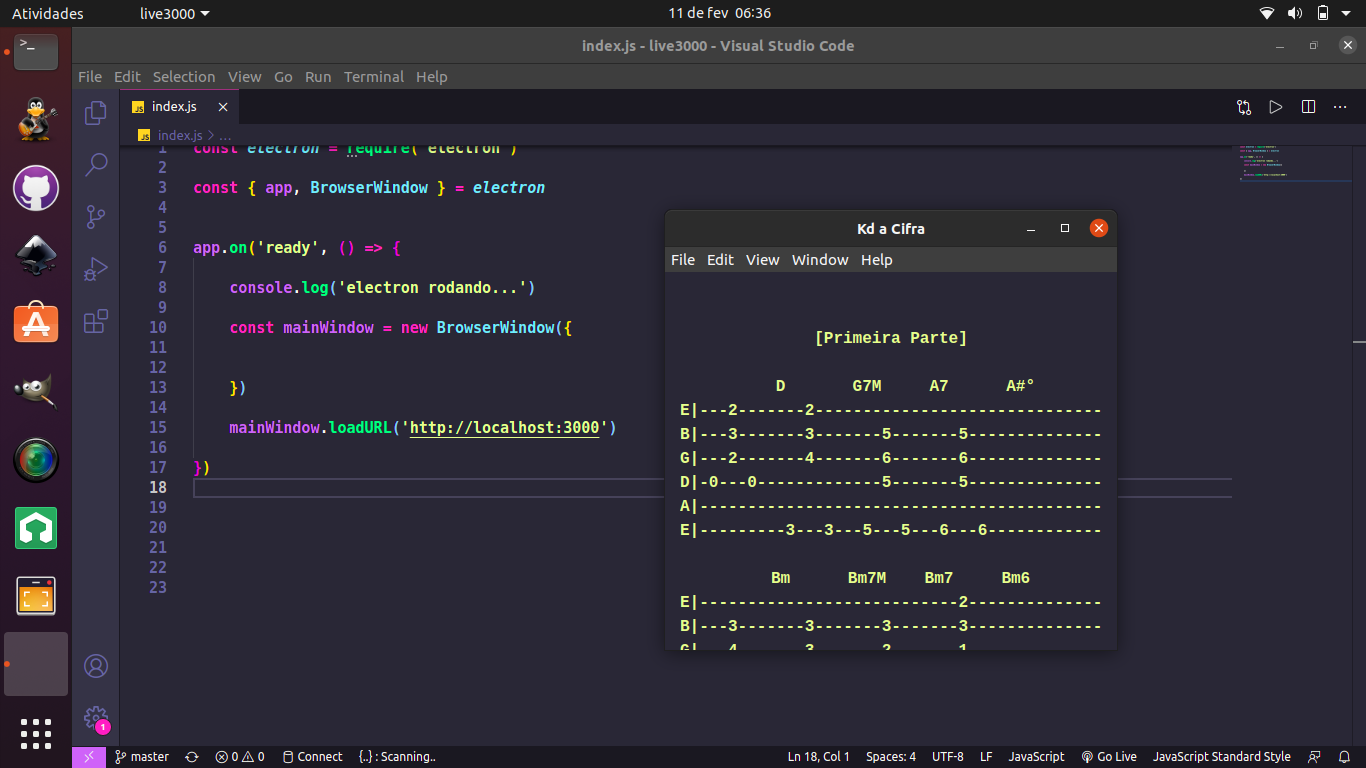 Atividades live3000 11 de fev 06:36
index.js - live3000 - Visual Studio Code
File Edit Selection View Go Run Terminal Help
JS index.js
JS index.js > ...
1 const electron = require('electron')
2
3 const { app, BrowserWindow } = electron
4
5
6 app.on('ready', () => {
7
8 console.log('electron rodando...')
9
10 const mainWindow = new BrowserWindow({
11
12
13 })
14
15 mainWindow.loadURL('http://localhost:3000')
16
17 })
18
19
20
21
22
23
Kd a Cifra
File Edit View Window Help
[Primeira Parte]
D G7M A7 A#°
E|---2-------2------------------------------
B|---3-------3-------5-------5--------------
G|---2-------4-------6-------6--------------
D|-0---0-------------5-------5--------------
A|------------------------------------------
E|---------3---3---5---5---6---6------------
Bm Bm7M Bm7 Bm6
E|---------------------------2--------------
B|---3-------3-------3-------3--------------
G|---4-------3-------2-------1--------------
1
master 0 0 Connect {..} : Scanning.. Ln 18, Col 1 Spaces: 4 UTF-8 LF JavaScript Go Live JavaScript Standard Style